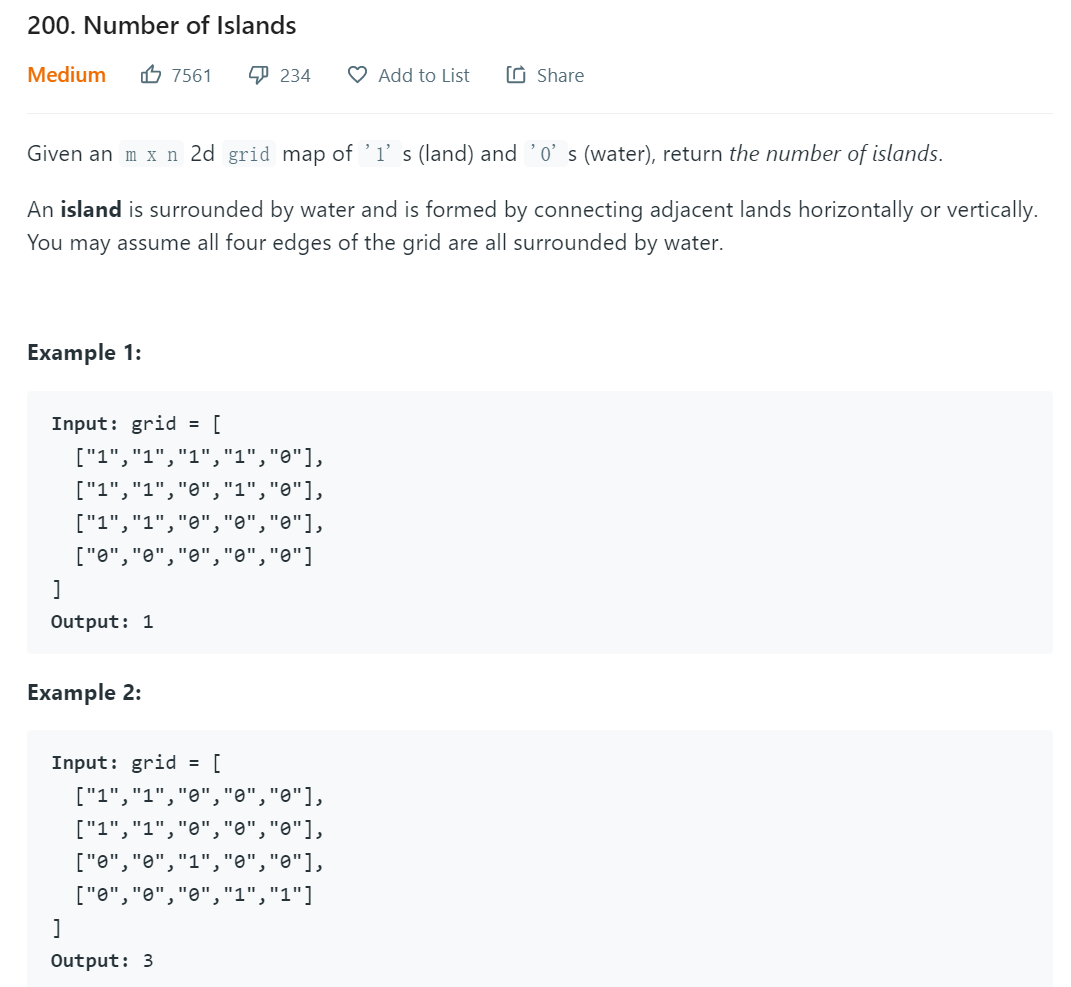 200. Number of Islands
Medium 7561 234 Add to List Share
Given an m x n 2d grid map of '1' s (land) and '0' s (water), return the number of islands.
An island is surrounded by water and is formed by connecting adjacent lands horizontally or vertically.
You may assume all four edges of the grid are all surrounded by water.
Example 1:
Input: grid = [
["1","1","1","1","0"],
["1","1","0","1","0"],
["1","1","0","0","0"],
["0","0","0","0","0"]
]
Output: 1
Example 2:
Input: grid = [
["1","1","0","0","0"],
["1","1","0","0","0"],
["0","0","1","0","0"],
["0","0","0","1","1"]
]
Output: 3